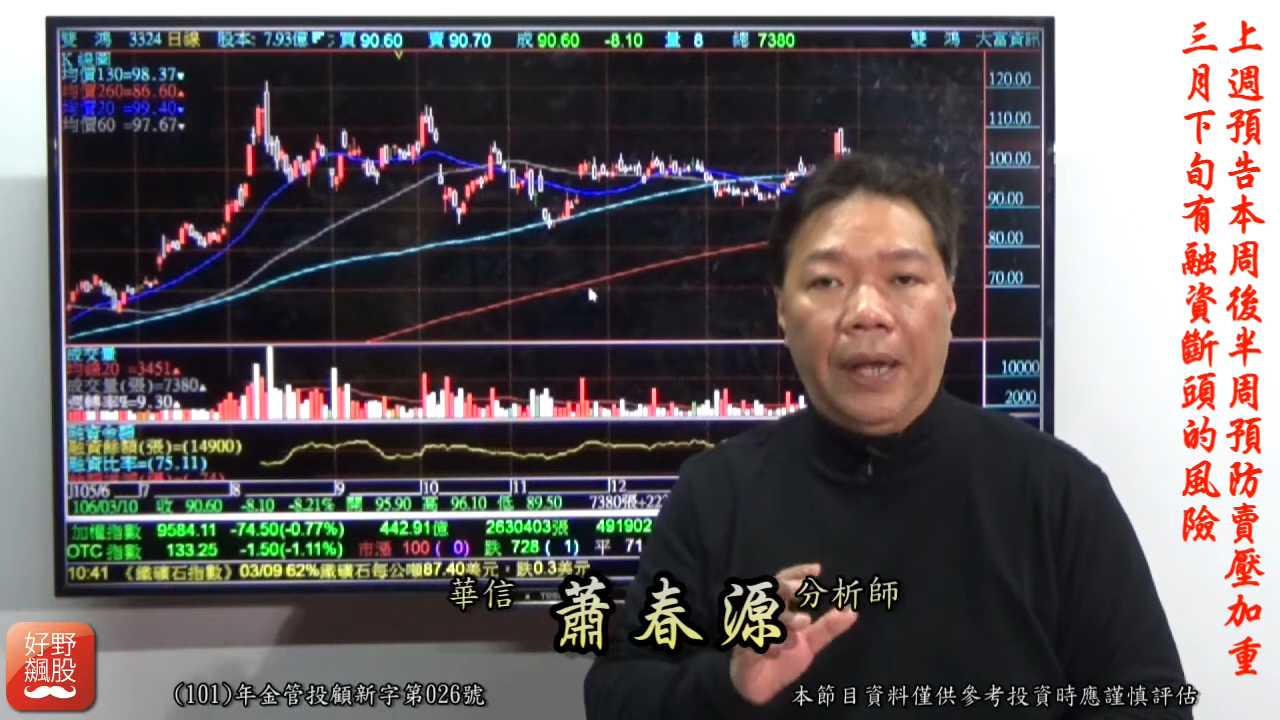 雙 鴻 3324 日線 股本: 7.93億 買 90.60 賣 90.70 成 90.60 -8.10 量 8 總 7380 雙 鴻 大富資訊
K 線圖
均價130=98.37
均價260=86.60
均價20 =99.40
均價60 =97.67
120.00
110.00
100.00
90.00
80.00
70.00
成交量
均線20 =3451
成交量(張)=7380
週轉率%=9.30
10000
2000
融資餘額(張)=(14900)
融資比率=(75.11)
105/6 7 8 9 10 11 12
106/03/10 收 90.60 -8.10 -8.21% 開 95.90 高 96.10 低 89.50 7380張
加權指數 9584.11 -74.50(-0.77%) 442.91億 2630403張 491902
OTC 指數 133.25 -1.50(-1.11%) 市漲 100 ( 0) 跌 728 ( 1) 平 71
10:41 《鐵礦石指數》03/09 62%鐵礦石每公噸87.40美元，跌0.3美元
上週預告本周後半周預防賣壓加重
三月下旬有融資斷頭的風險
華信 蕭春源 分析師
好野
飆股
(101)年金管投顧新字第026號
本節目資料僅供參考投資時應謹慎評估